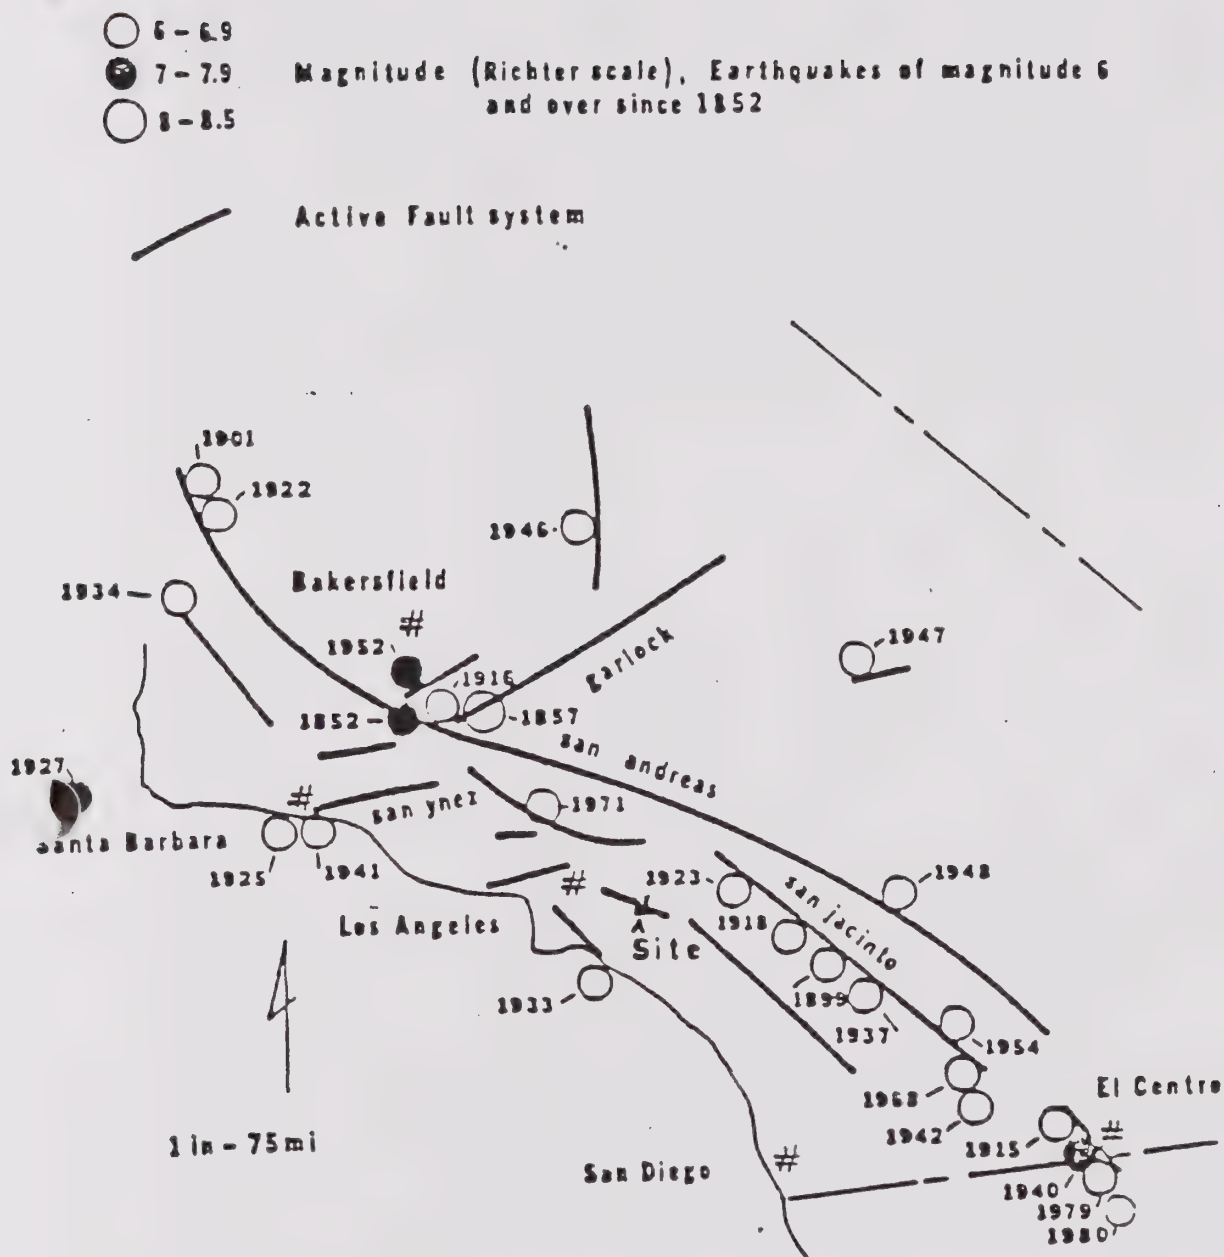 6 - 6.9
7 - 7.9 Magnitude (Richter scale), Earthquakes of magnitude 6
and over since 1852
8 - 8.5
Active Fault system
1901
1922
1946
Bakersfield
#
1934
1952
1947
garlock
1916
1852
1857
san andreas
1927
#
san ynez
1971
Santa Barbara
1925
1941
#
1923
san jacinto
1948
Los Angeles
1918
Site
1933
1899
1937
1954
1968
El Centro
1 in - 75 mi
1942
1915
#
San Diego
#
1940
1979
1980